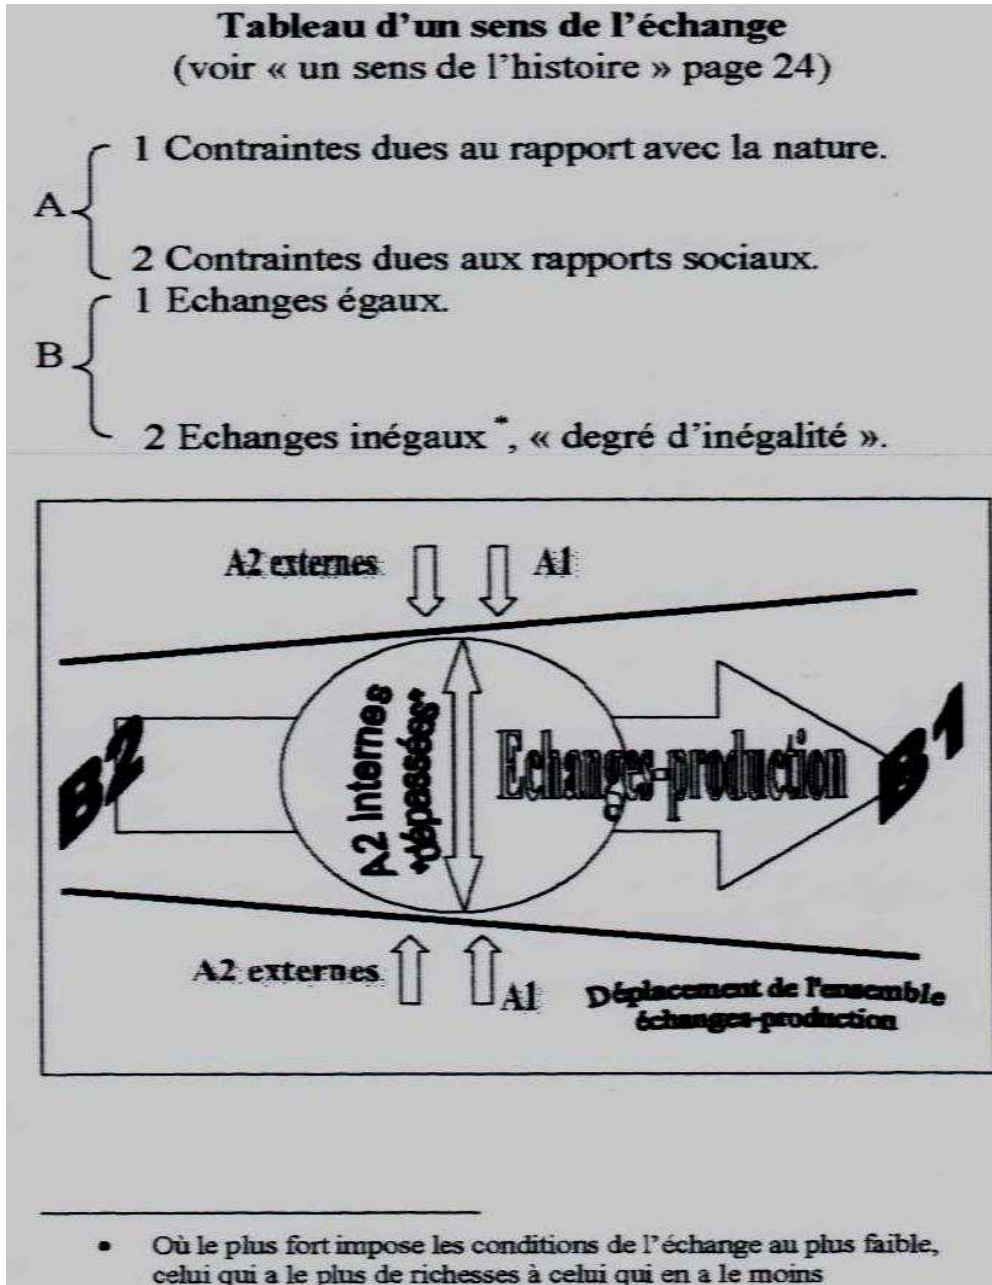 Tableau d'un sens de l'échange
(voir « un sens de l'histoire » page 24)
A
1 Contraintes dues au rapport avec la nature.
2 Contraintes dues aux rapports sociaux.
B
1 Echanges égaux.
2 Echanges inégaux *, « degré d'inégalité ».
A2 externes
A1
B2
A2 Internes
"dépassées"
Echanges-production
B1
A2 externes
A1
Déplacement de l'ensemble
échanges-production
• Où le plus fort impose les conditions de l'échange au plus faible,
celui qui a le plus de richesses à celui qui en a le moins